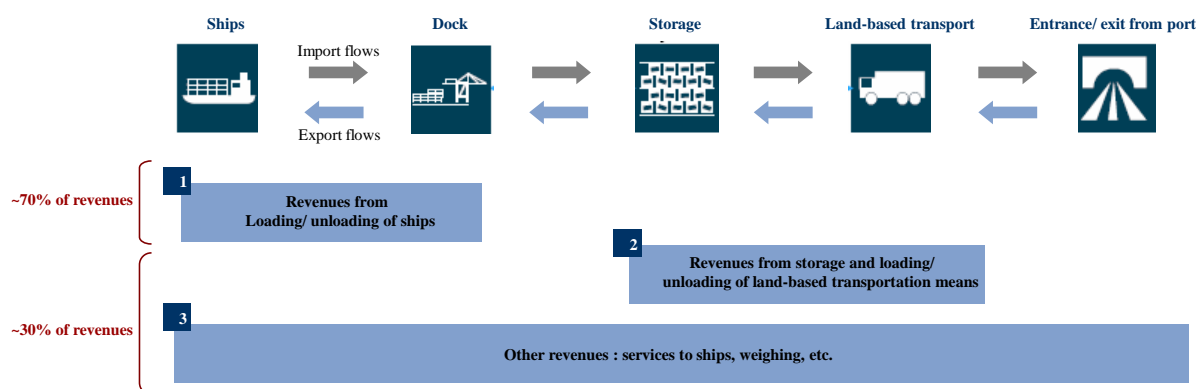 Ships
Dock
Storage
Land-based transport
Entrance/ exit from port
Import flows
Export flows
~70% of revenues
1
Revenues from
Loading/ unloading of ships
2
Revenues from storage and loading/
unloading of land-based transportation means
~30% of revenues
3
Other revenues : services to ships, weighing, etc.